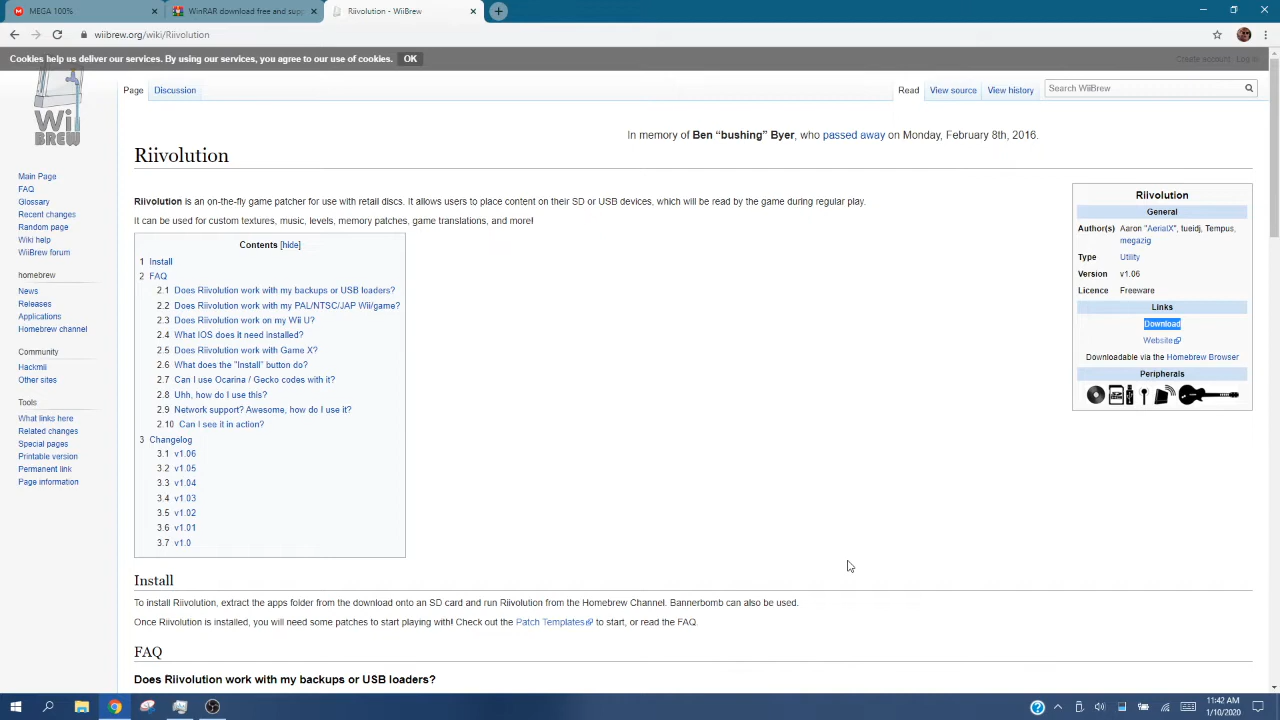 MEGA 100%
WinRAR download free and supp
Riivolution - WiiBrew
wiibrew.org/wiki/Riivolution
Cookies help us deliver our services. By using our services, you agree to our use of cookies. OK
Create account Log in
Wii
BREW
Page Discussion Read View source View history Search WiiBrew
In memory of Ben “bushing” Byer, who passed away on Monday, February 8th, 2016.
Riivolution
Riivolution is an on-the-fly game patcher for use with retail discs. It allows users to place content on their SD or USB devices, which will be read by the game during regular play.
It can be used for custom textures, music, levels, memory patches, game translations, and more!
Main Page
FAQ
Glossary
Recent changes
Random page
Wiki help
WiiBrew forum
homebrew
News
Releases
Applications
Homebrew channel
Community
Hackmii
Other sites
Tools
What links here
Related changes
Special pages
Printable version
Permanent link
Page information
Contents [hide]
1 Install
2 FAQ
2.1 Does Riivolution work with my backups or USB loaders?
2.2 Does Riivolution work with my PAL/NTSC/JAP Wii/game?
2.3 Does Riivolution work on my Wii U?
2.4 What IOS does it need installed?
2.5 Does Riivolution work with Game X?
2.6 What does the "Install" button do?
2.7 Can I use Ocarina / Gecko codes with it?
2.8 Uhh, how do I use this?
2.9 Network support? Awesome, how do I use it?
2.10 Can I see it in action?
3 Changelog
3.1 v1.06
3.2 v1.05
3.3 v1.04
3.4 v1.03
3.5 v1.02
3.6 v1.01
3.7 v1.0
Riivolution
General
Author(s) Aaron "AerialX", tueidj, Tempus,
megazig
Type Utility
Version v1.06
Licence Freeware
Links
Download
Website
Downloadable via the Homebrew Browser
Peripherals
Install
To install Riivolution, extract the apps folder from the download onto an SD card and run Riivolution from the Homebrew Channel. Bannerbomb can also be used.
Once Riivolution is installed, you will need some patches to start playing with! Check out the Patch Templates to start, or read the FAQ.
FAQ
Does Riivolution work with my backups or USB loaders?
11:42 AM
1/10/2020